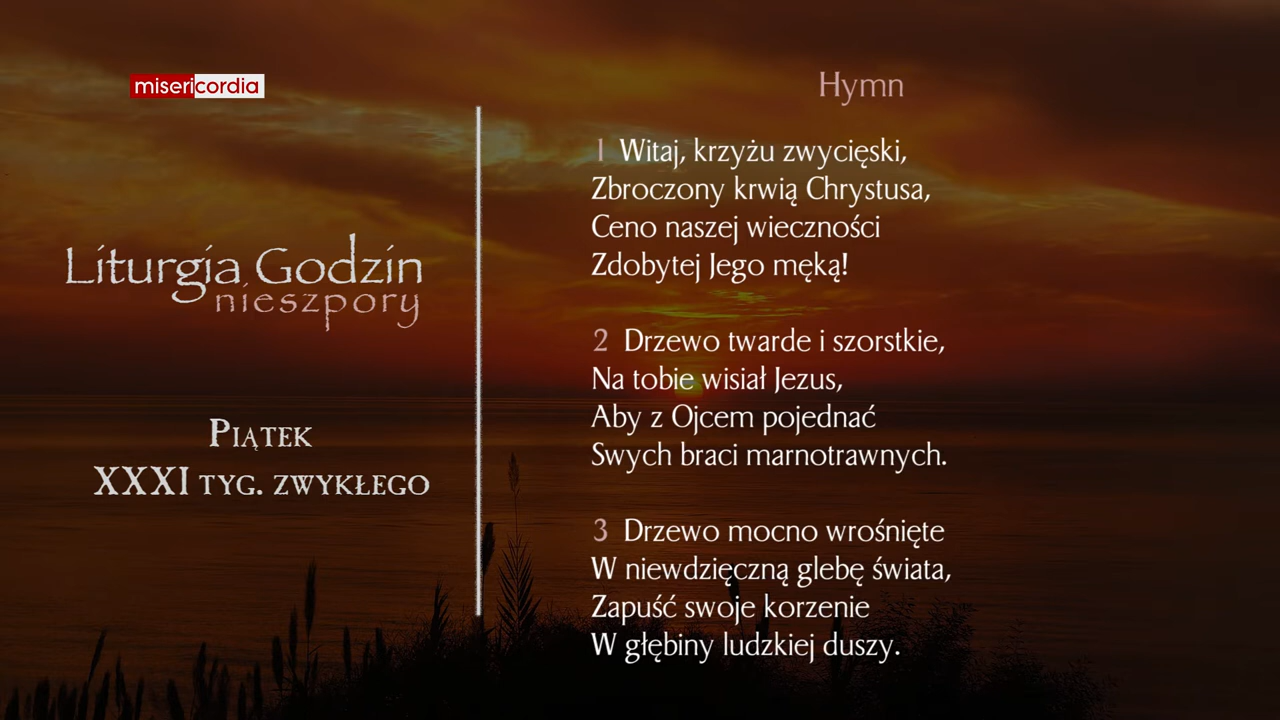 misericordia
Liturgia Godzin
nieszpory
Piątek
XXXI tyg. zwykłego
Hymn
1 Witaj, krzyżu zwycięski,
Zbroczony krwią Chrystusa,
Ceno naszej wieczności
Zdobytej Jego męką!
2 Drzewo twarde i szorstkie,
Na tobie wisiał Jezus,
Aby z Ojcem pojednać
Swych braci marnotrawnych.
3 Drzewo mocno wrośnięte
W niewdzięczną glebę świata,
Zapuść swoje korzenie
W głębiny ludzkiej duszy.